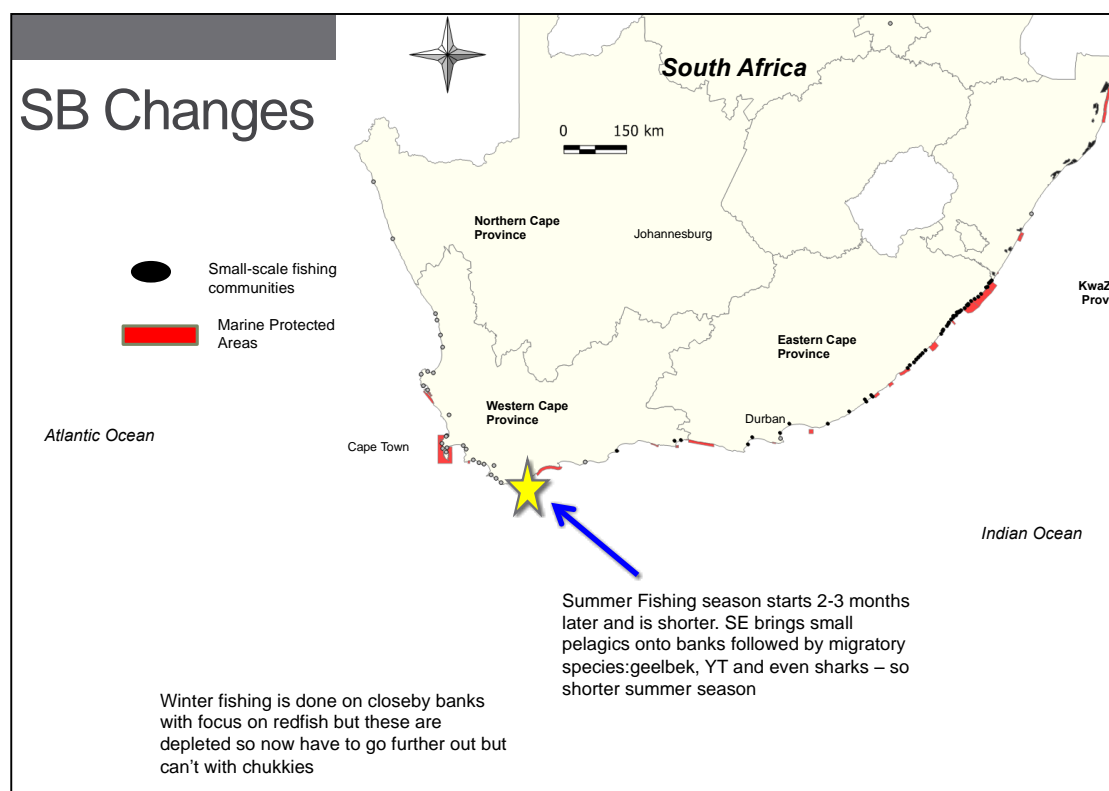 SB Changes
South Africa
0 150 km
Northern Cape
Province
Johannesburg
Small-scale fishing
communities
Marine Protected
Areas
KwaZ
Provi
Eastern Cape
Province
Western Cape
Province
Durban
Atlantic Ocean
Cape Town
Indian Ocean
Summer Fishing season starts 2-3 months
later and is shorter. SE brings small
pelagics onto banks followed by migratory
species:geelbek, YT and even sharks – so
shorter summer season
Winter fishing is done on closeby banks
with focus on redfish but these are
depleted so now have to go further out but
can't with chukkies